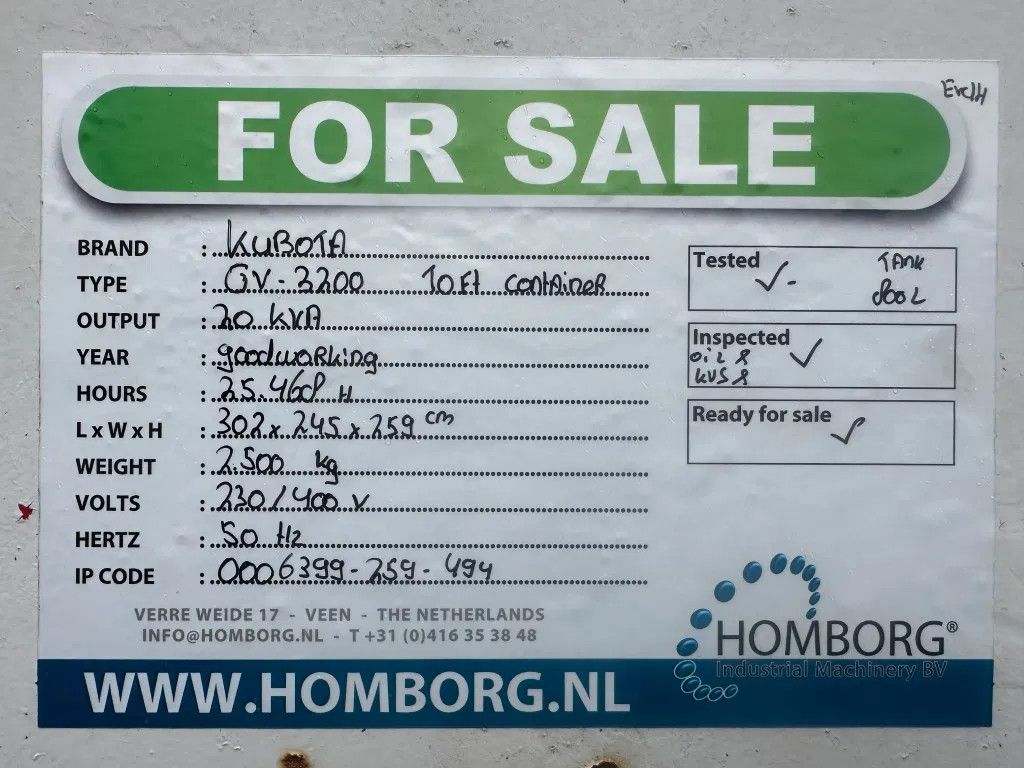 FOR SALE
BRAND : KUBOTA
TYPE : GV-3200 10Ft container
OUTPUT : 20 KVA
YEAR : goodworking
HOURS : 25.468 H
L x W x H : 302 x 245 x 259 cm
WEIGHT : 2.500 kg
VOLTS : 230/400 V
HERTZ : 50 Hz
IP CODE : 0006399-259-494
Tested ✓- TANK
800 L
Inspected ✓
Ready for sale ✓
VERRE WEIDE 17 - VEEN - THE NETHERLANDS
INFO@HOMBORG.NL - T +31 (0)416 35 38 48
HOMBORG®
Industrial Machinery BV
WWW.HOMBORG.NL